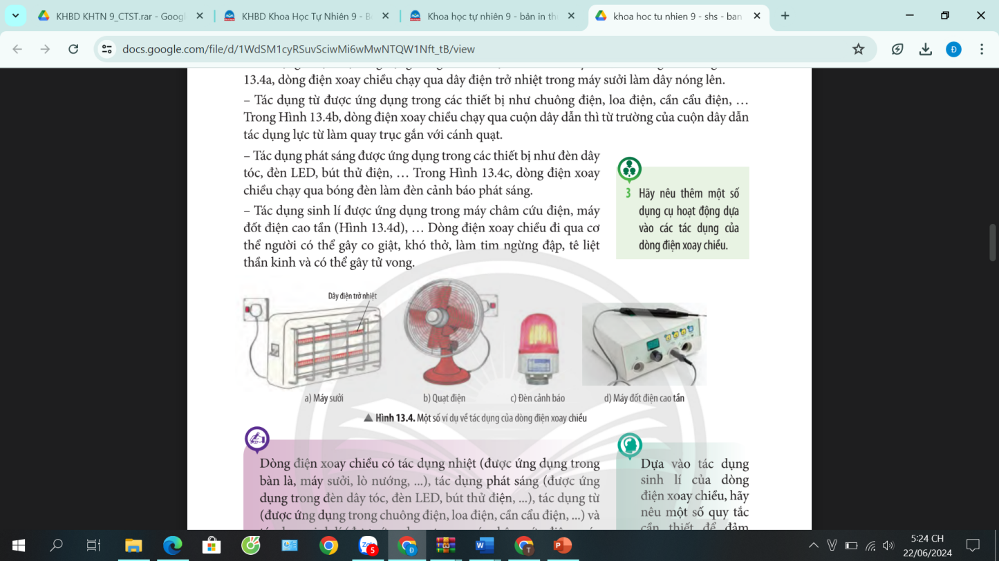 KHBD KHTN 9_CTST.rar - Googl
KHBD Khoa Học Tự Nhiên 9 - B
Khoa học tự nhiên 9 - bản in th
khoa hoc tu nhien 9 - shs - ban
docs.google.com/file/d/1WdSM1cyRSuvSciwMi6wMwNTQW1Nft_tB/view
Đ
13.4a, dòng điện xoay chiều chạy qua dây điện trở nhiệt trong máy sưởi làm dây nóng lên.
– Tác dụng từ được ứng dụng trong các thiết bị như chuông điện, loa điện, cần cẩu điện, …
Trong Hình 13.4b, dòng điện xoay chiều chạy qua cuộn dây dẫn thì từ trường của cuộn dây dẫn
tác dụng lực từ làm quay trục gắn với cánh quạt.
– Tác dụng phát sáng được ứng dụng trong các thiết bị như đèn dây
tóc, đèn LED, bút thử điện, … Trong Hình 13.4c, dòng điện xoay
chiều chạy qua bóng đèn làm đèn cảnh báo phát sáng.
– Tác dụng sinh lí được ứng dụng trong máy châm cứu điện, máy
đốt điện cao tần (Hình 13.4d), … Dòng điện xoay chiều đi qua cơ
thể người có thể gây co giật, khó thở, làm tim ngừng đập, tê liệt
thần kinh và có thể gây tử vong.
3 Hãy nêu thêm một số
dụng cụ hoạt động dựa
vào các tác dụng của
dòng điện xoay chiều.
Dây điện trở nhiệt
a) Máy sưởi
b) Quạt điện
c) Đèn cảnh báo
d) Máy đốt điện cao tần
▲ Hình 13.4. Một số ví dụ về tác dụng của dòng điện xoay chiều
Dòng điện xoay chiều có tác dụng nhiệt (được ứng dụng trong
bàn là, máy sưởi, lò nướng, ...), tác dụng phát sáng (được ứng
dụng trong đèn dây tóc, đèn LED, bút thử điện, ...), tác dụng từ
(được ứng dụng trong chuông điện, loa điện, cần cẩu điện, ...) và
Dựa vào tác dụng
sinh lí của dòng
điện xoay chiều, hãy
nêu một số quy tắc
cần thiết để đảm
5:24 CH
22/06/2024